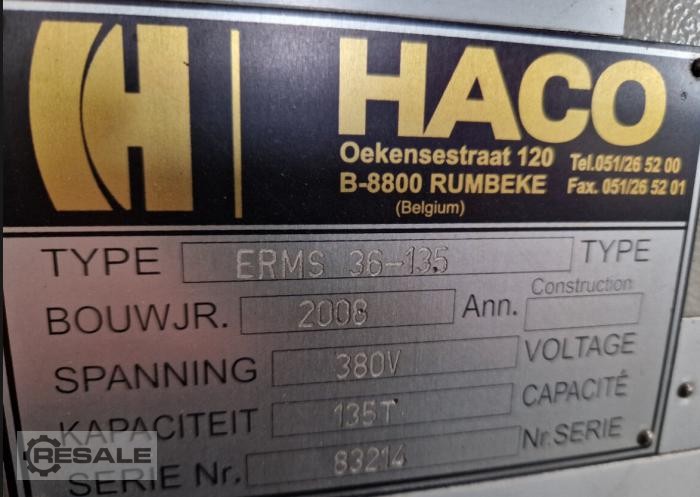 HACO
Oekensestraat 120 Tel.051/26 52 00
B-8800 RUMBEKE Fax. 051/26 52 01
(Belgium)
TYPE ERMS 36-135 TYPE
BOUWJR. 2008 Ann. Construction
SPANNING 380V VOLTAGE
KAPACITEIT 135T CAPACITÉ
SERIE Nr. 83214 Nr. SERIE
RESALE